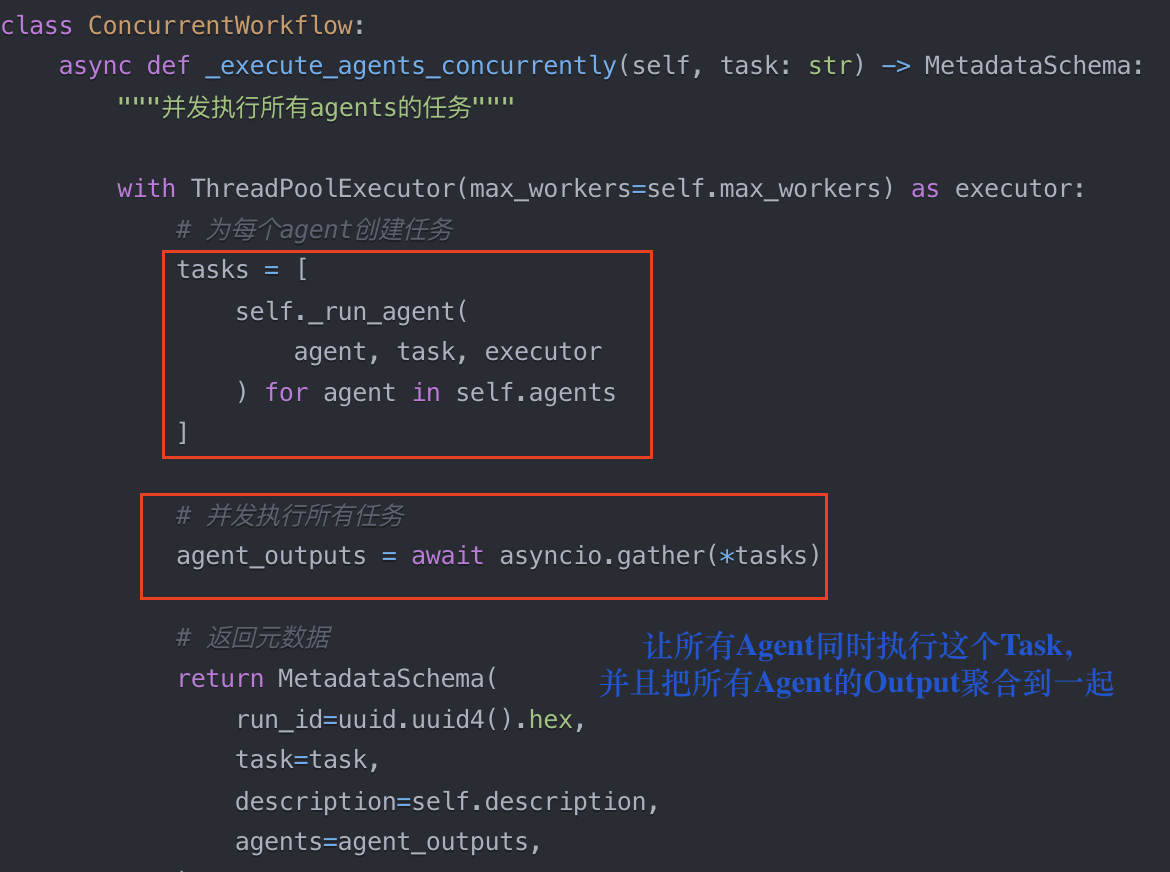 class ConcurrentWorkflow:
    async def _execute_agents_concurrently(self, task: str) -> MetadataSchema:
        """并发执行所有agents的任务"""
        with ThreadPoolExecutor(max_workers=self.max_workers) as executor:
            # 为每个agent创建任务
            tasks = [
                self._run_agent(
                    agent, task, executor
                ) for agent in self.agents
            ]
            # 并发执行所有任务
            agent_outputs = await asyncio.gather(*tasks)
            # 返回元数据
            return MetadataSchema(
                run_id=uuid.uuid4().hex,
                task=task,
                description=self.description,
                agents=agent_outputs,
让所有Agent同时执行这个Task，
并且把所有Agent的Output聚合到一起